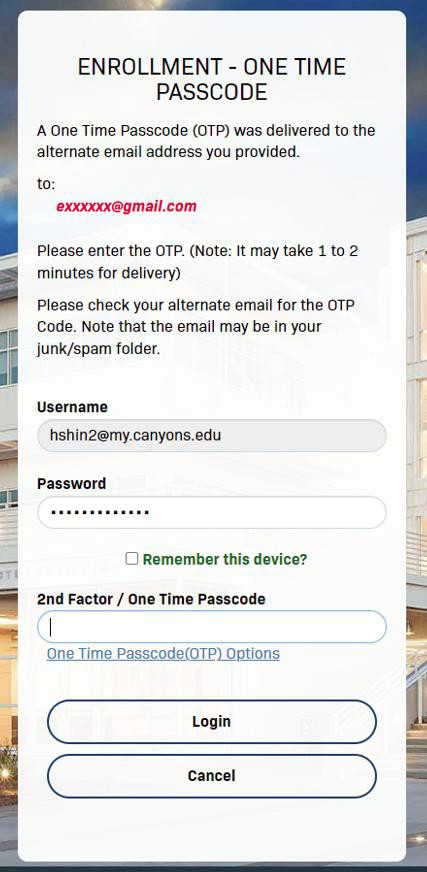 ENROLLMENT - ONE TIME
PASSCODE
A One Time Passcode (OTP) was delivered to the
alternate email address you provided.
to:
exxxxxx@gmail.com
Please enter the OTP. (Note: It may take 1 to 2
minutes for delivery)
Please check your alternate email for the OTP
Code. Note that the email may be in your
junk/spam folder.
Username
hshin2@my.canyons.edu
Password
•••••••••••••
Remember this device?
2nd Factor / One Time Passcode
One Time Passcode(OTP) Options
Login
Cancel